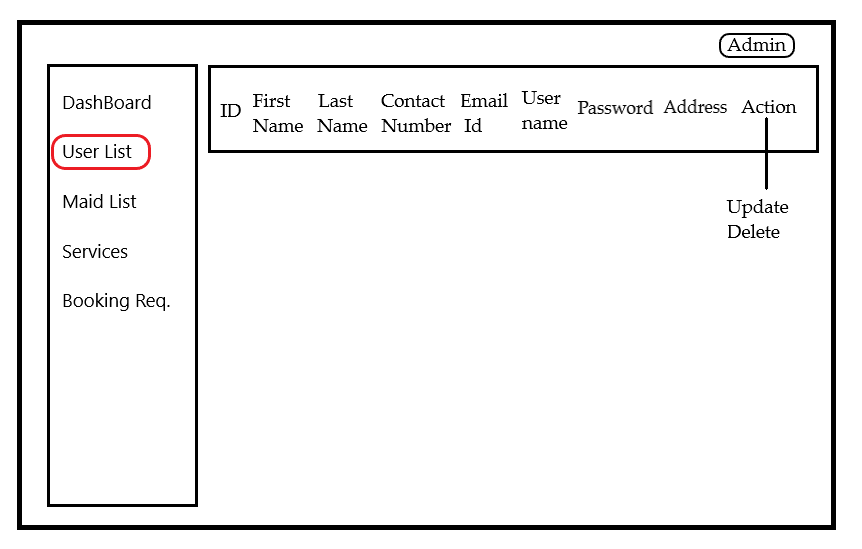 Admin
DashBoard
User List
Maid List
Services
Booking Req.
ID
First
Name
Last
Name
Contact
Number
Email
Id
User
name
Password
Address
Action
Update
Delete